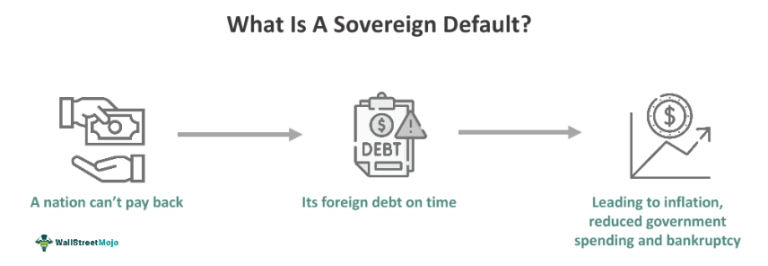 What Is A Sovereign Default?
$
DEBT
!
$
A nation can't pay back
Its foreign debt on time
Leading to inflation,
reduced government
spending and bankruptcy
WallStreetMojo